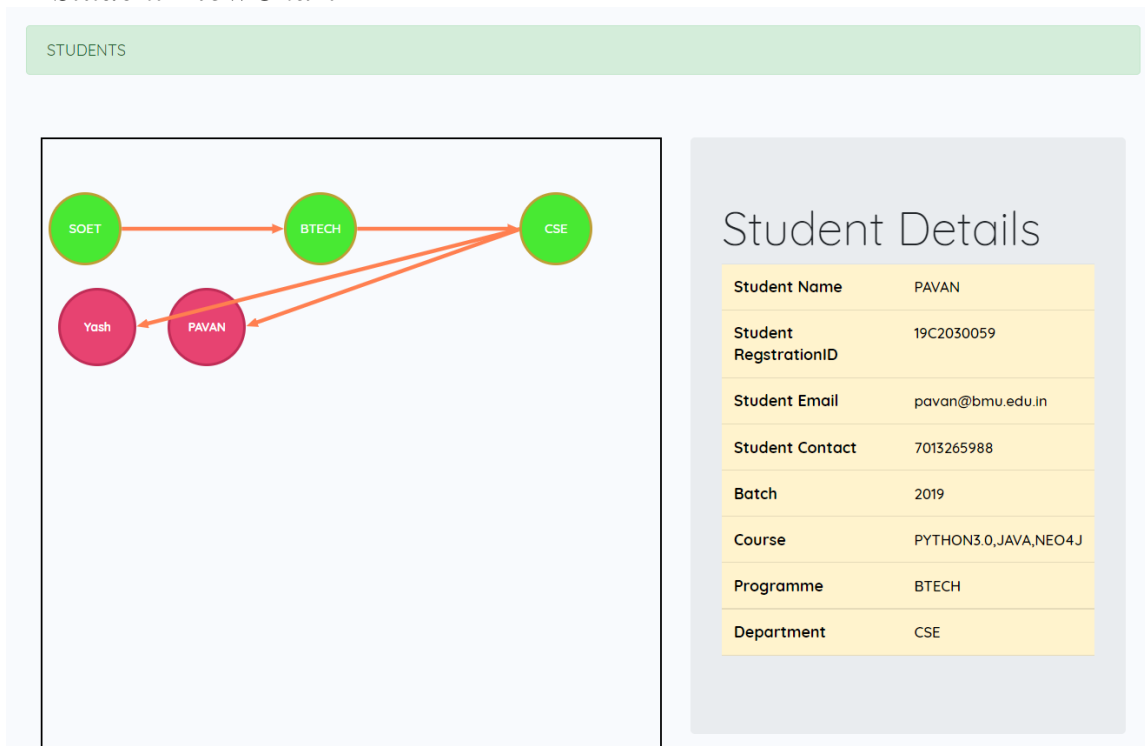 STUDENTS
SOET
BTECH
CSE
Yash
PAVAN
Student Details
Student Name PAVAN
Student 19C2030059
RegstrationID
Student Email pavan@bmu.edu.in
Student Contact 7013265988
Batch 2019
Course PYTHON3.0,JAVA,NEO4J
Programme BTECH
Department CSE